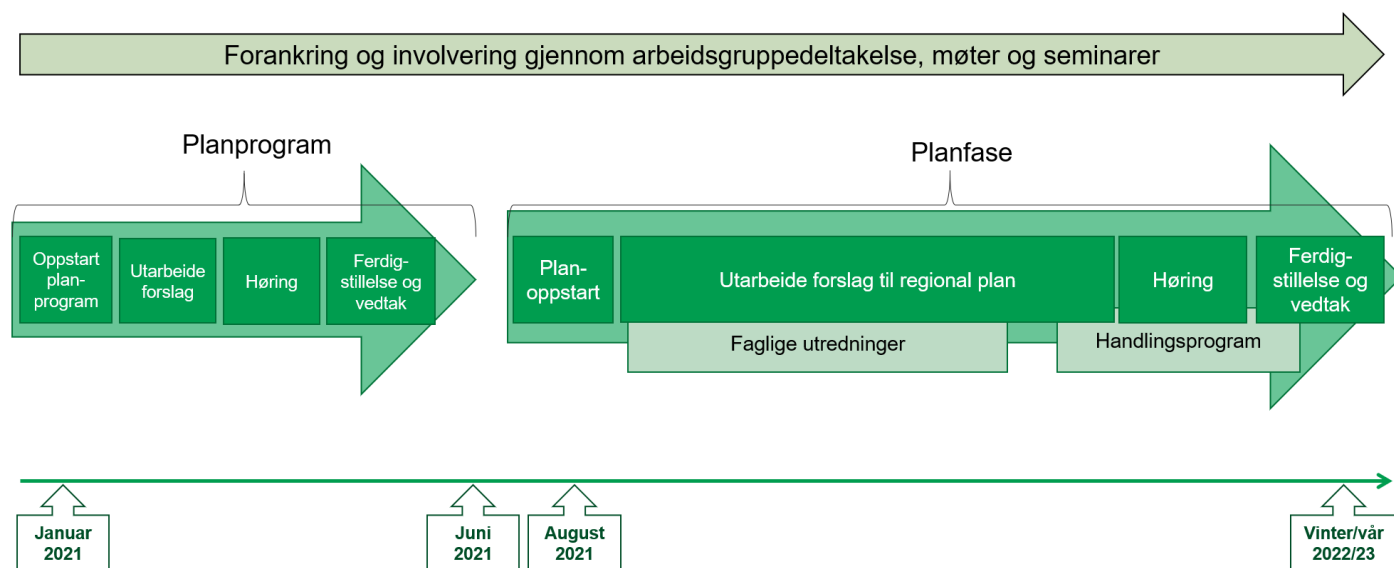 Forankring og involvering gjennom arbeidsgruppedeltakelse, møter og seminarer
Planprogram
Planfase
Oppstart
plan-
program
Utarbeide
forslag
Høring
Ferdig-
stillelse og
vedtak
Plan-
oppstart
Utarbeide forslag til regional plan
Høring
Ferdig-
stillelse og
vedtak
Faglige utredninger
Handlingsprogram
Januar
2021
Juni
2021
August
2021
Vinter/vår
2022/23